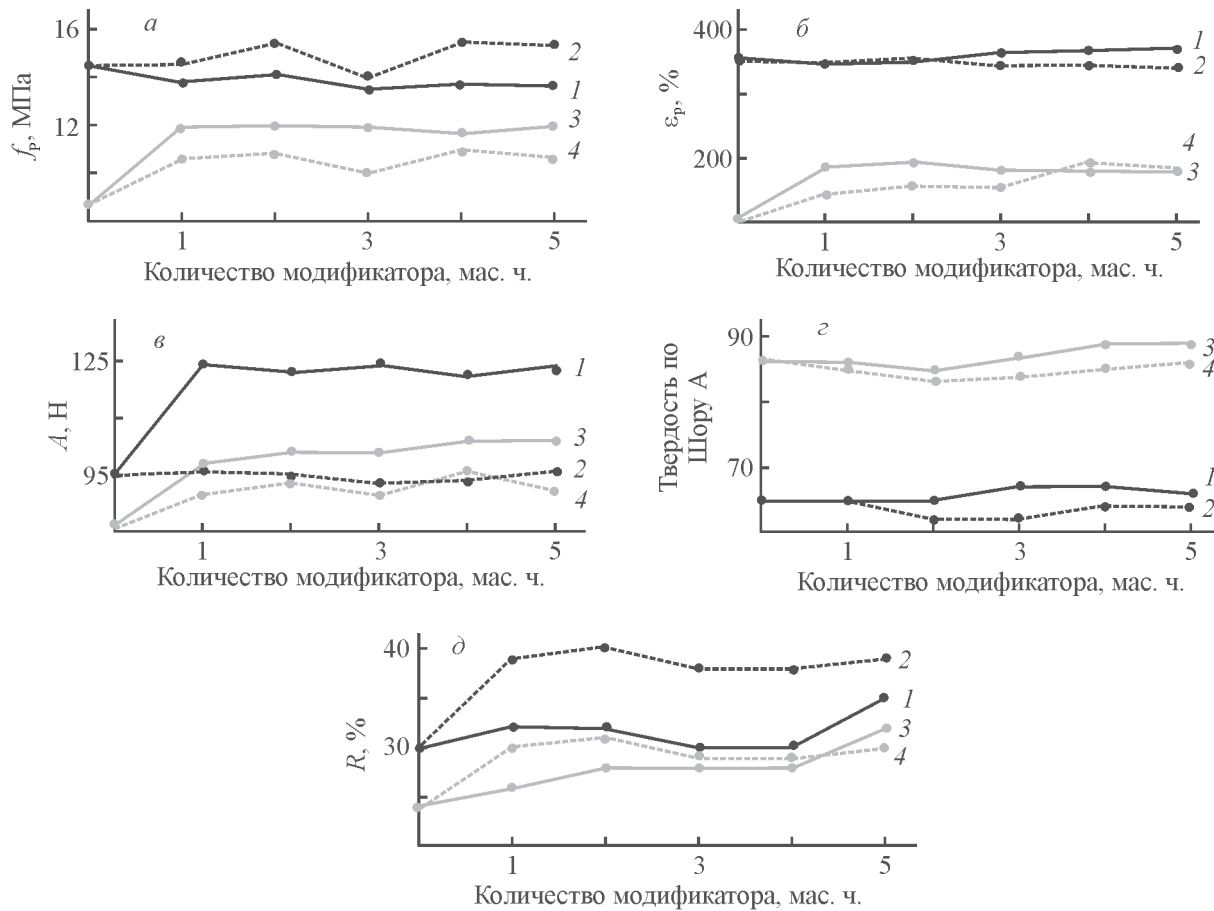 а
16
12
f_р, МПа
2
1
3
4
1 3 5
Количество модификатора, мас. ч.
б
400
200
ε_р, %
1
2
4
3
1 3 5
Количество модификатора, мас. ч.
в
125
95
А, Н
1
3
2
4
1 3 5
Количество модификатора, мас. ч.
г
90
70
Твердость по
Шору А
3
4
1
2
1 3 5
Количество модификатора, мас. ч.
д
40
30
R, %
2
1
3
4
1 3 5
Количество модификатора, мас. ч.